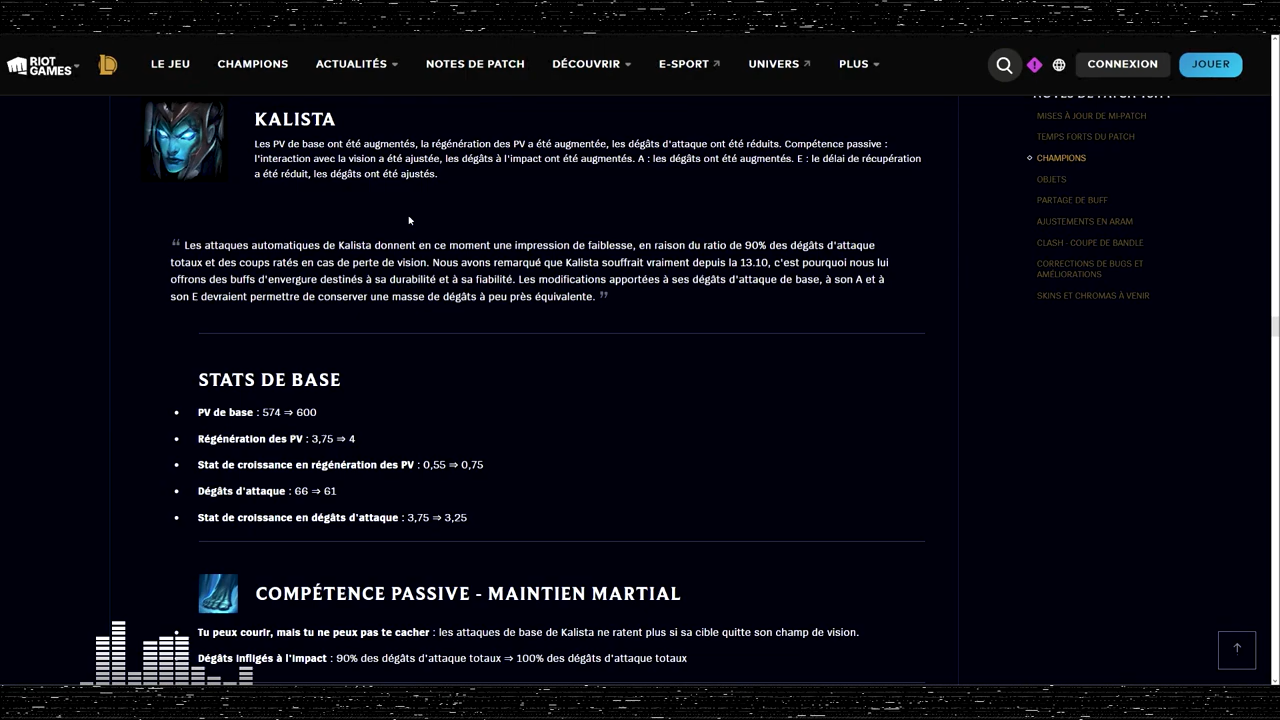 RIOT GAMES LE JEU CHAMPIONS ACTUALITÉS NOTES DE PATCH DÉCOUVRIR E-SPORT UNIVERS PLUS CONNEXION JOUER
KALISTA
Les PV de base ont été augmentés, la régénération des PV a été augmentée, les dégâts d'attaque ont été réduits. Compétence passive :
l'interaction avec la vision a été ajustée, les dégâts à l'impact ont été augmentés. A : les dégâts ont été augmentés. E : le délai de récupération
a été réduit, les dégâts ont été ajustés.
“ Les attaques automatiques de Kalista donnent en ce moment une impression de faiblesse, en raison du ratio de 90% des dégâts d'attaque
totaux et des coups ratés en cas de perte de vision. Nous avons remarqué que Kalista souffrait vraiment depuis la 13.10, c'est pourquoi nous lui
offrons des buffs d'envergure destinés à sa durabilité et à sa fiabilité. Les modifications apportées à ses dégâts d'attaque de base, à son A et à
son E devraient permettre de conserver une masse de dégâts à peu près équivalente. ”
STATS DE BASE
• PV de base : 574 ⇒ 600
• Régénération des PV : 3,75 ⇒ 4
• Stat de croissance en régénération des PV : 0,55 ⇒ 0,75
• Dégâts d'attaque : 66 ⇒ 61
• Stat de croissance en dégâts d'attaque : 3,75 ⇒ 3,25
COMPÉTENCE PASSIVE - MAINTIEN MARTIAL
• Tu peux courir, mais tu ne peux pas te cacher : les attaques de base de Kalista ne ratent plus si sa cible quitte son champ de vision.
Dégâts infligés à l'impact : 90% des dégâts d'attaque totaux ⇒ 100% des dégâts d'attaque totaux
MISES À JOUR DE MI-PATCH
TEMPS FORTS DU PATCH
CHAMPIONS
OBJETS
PARTAGE DE BUFF
AJUSTEMENTS EN ARAM
CLASH - COUPE DE BANDLE
CORRECTIONS DE BUGS ET
AMÉLIORATIONS
SKINS ET CHROMAS À VENIR